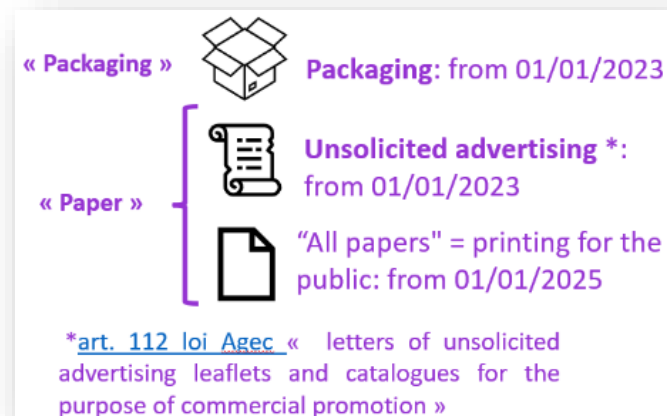 « Packaging »
Packaging: from 01/01/2023
« Paper »
Unsolicited advertising *:
from 01/01/2023
“All papers" = printing for the
public: from 01/01/2025
*art. 112 loi Agec « letters of unsolicited
advertising leaflets and catalogues for the
purpose of commercial promotion »